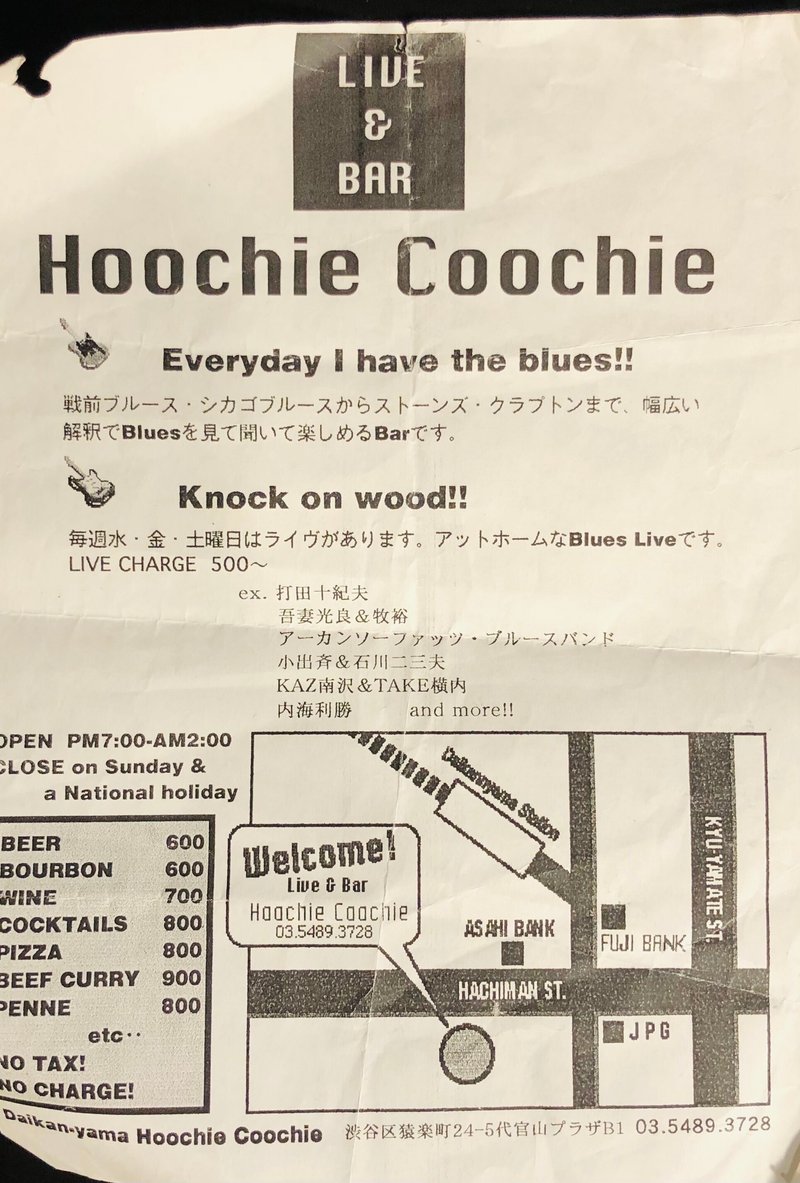 LIVE
&
BAR
Hoochie Coochie
Everyday I have the blues!!
戦前ブルース・シカゴブルースからストーンズ・クラプトンまで、幅広い
解釈でBluesを見て聞いて楽しめるBarです。
Knock on wood!!
毎週水・金・土曜日はライヴがあります。アットホームなBlues Liveです。
LIVE CHARGE 500〜
ex. 打田十紀夫
吾妻光良&牧裕
アーカンソーファッツ・ブルースバンド
小出斉&石川二三夫
KAZ南沢&TAKE横内
内海利勝 and more!!
OPEN PM7:00-AM2:00
CLOSE on Sunday &
a National holiday
BEER 600
BOURBON 600
WINE 700
COCKTAILS 800
PIZZA 800
BEEF CURRY 900
PENNE 800
etc··
NO TAX!
NO CHARGE!
Daikanyama Station
KYU-YAMATE ST.
Welcome!
Live & Bar
Hoochie Coochie
03.5489.3728
ASAHI BANK
FUJI BANK
HACHIMAN ST.
JPG
Daikan-yama Hoochie Coochie 渋谷区猿楽町24-5代官山プラザB1 03.5489.3728